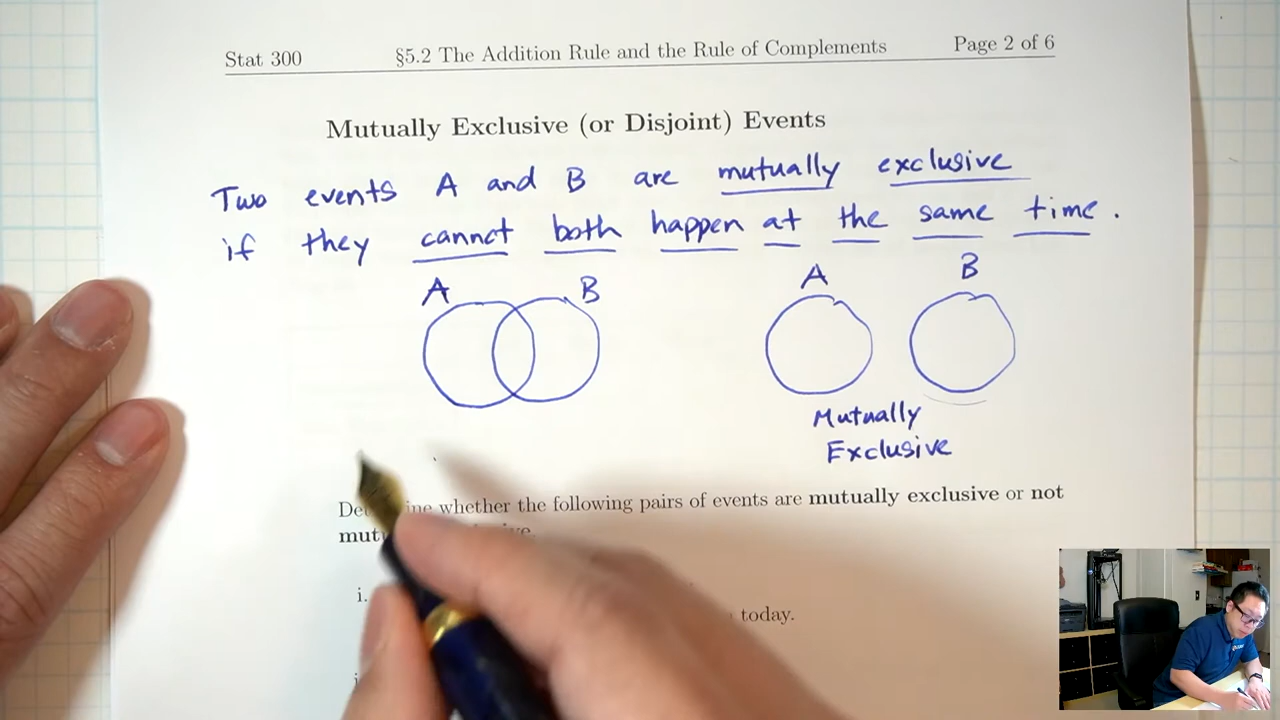 Stat 300 §5.2 The Addition Rule and the Rule of Complements Page 2 of 6
Mutually Exclusive (or Disjoint) Events
Two events A and B are mutually exclusive
if they cannot both happen at the same time.
A B A B
Mutually
Exclusive
whether the following pairs of events are mutually exclusive or not
i.
today.